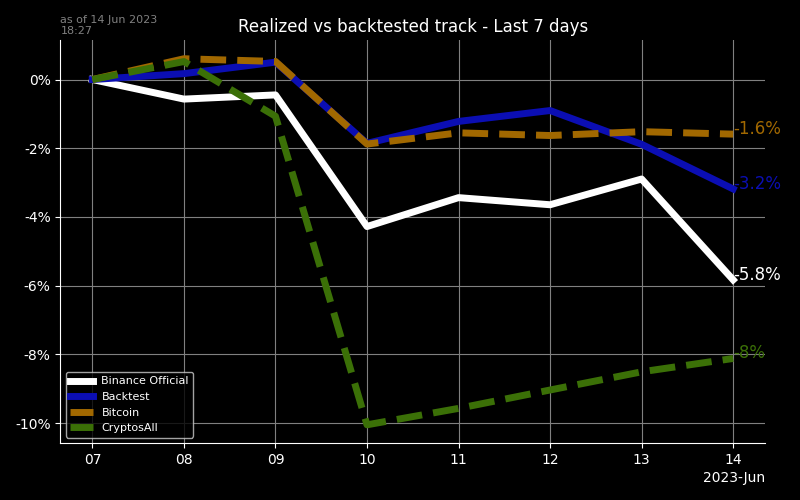 as of 14 Jun 2023
18:27
Realized vs backtested track - Last 7 days
0%
-2%
-4%
-6%
-8%
-10%
-1.6%
-3.2%
-5.8%
-8%
Binance Official
Backtest
Bitcoin
CryptosAll
07 08 09 10 11 12 13 14
2023-Jun